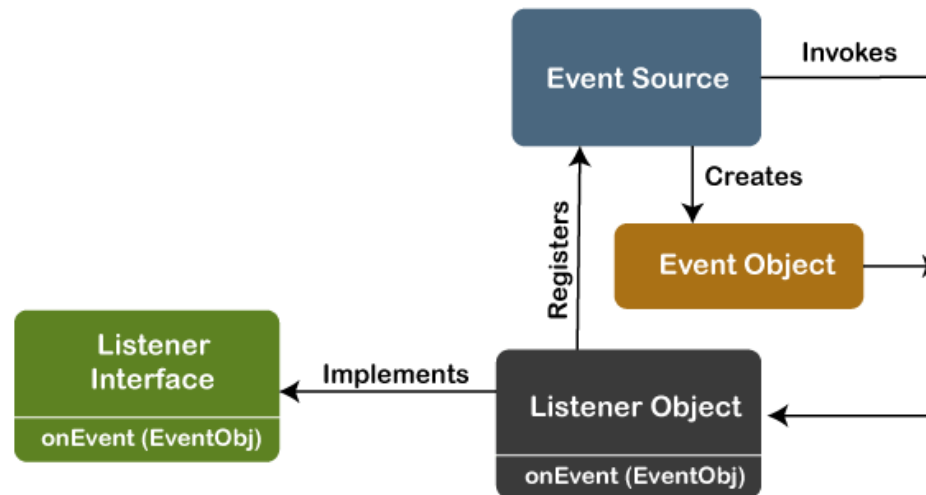 Event Source
Invokes
Creates
Registers
Event Object
Listener
Interface
onEvent (EventObj)
Implements
Listener Object
onEvent (EventObj)